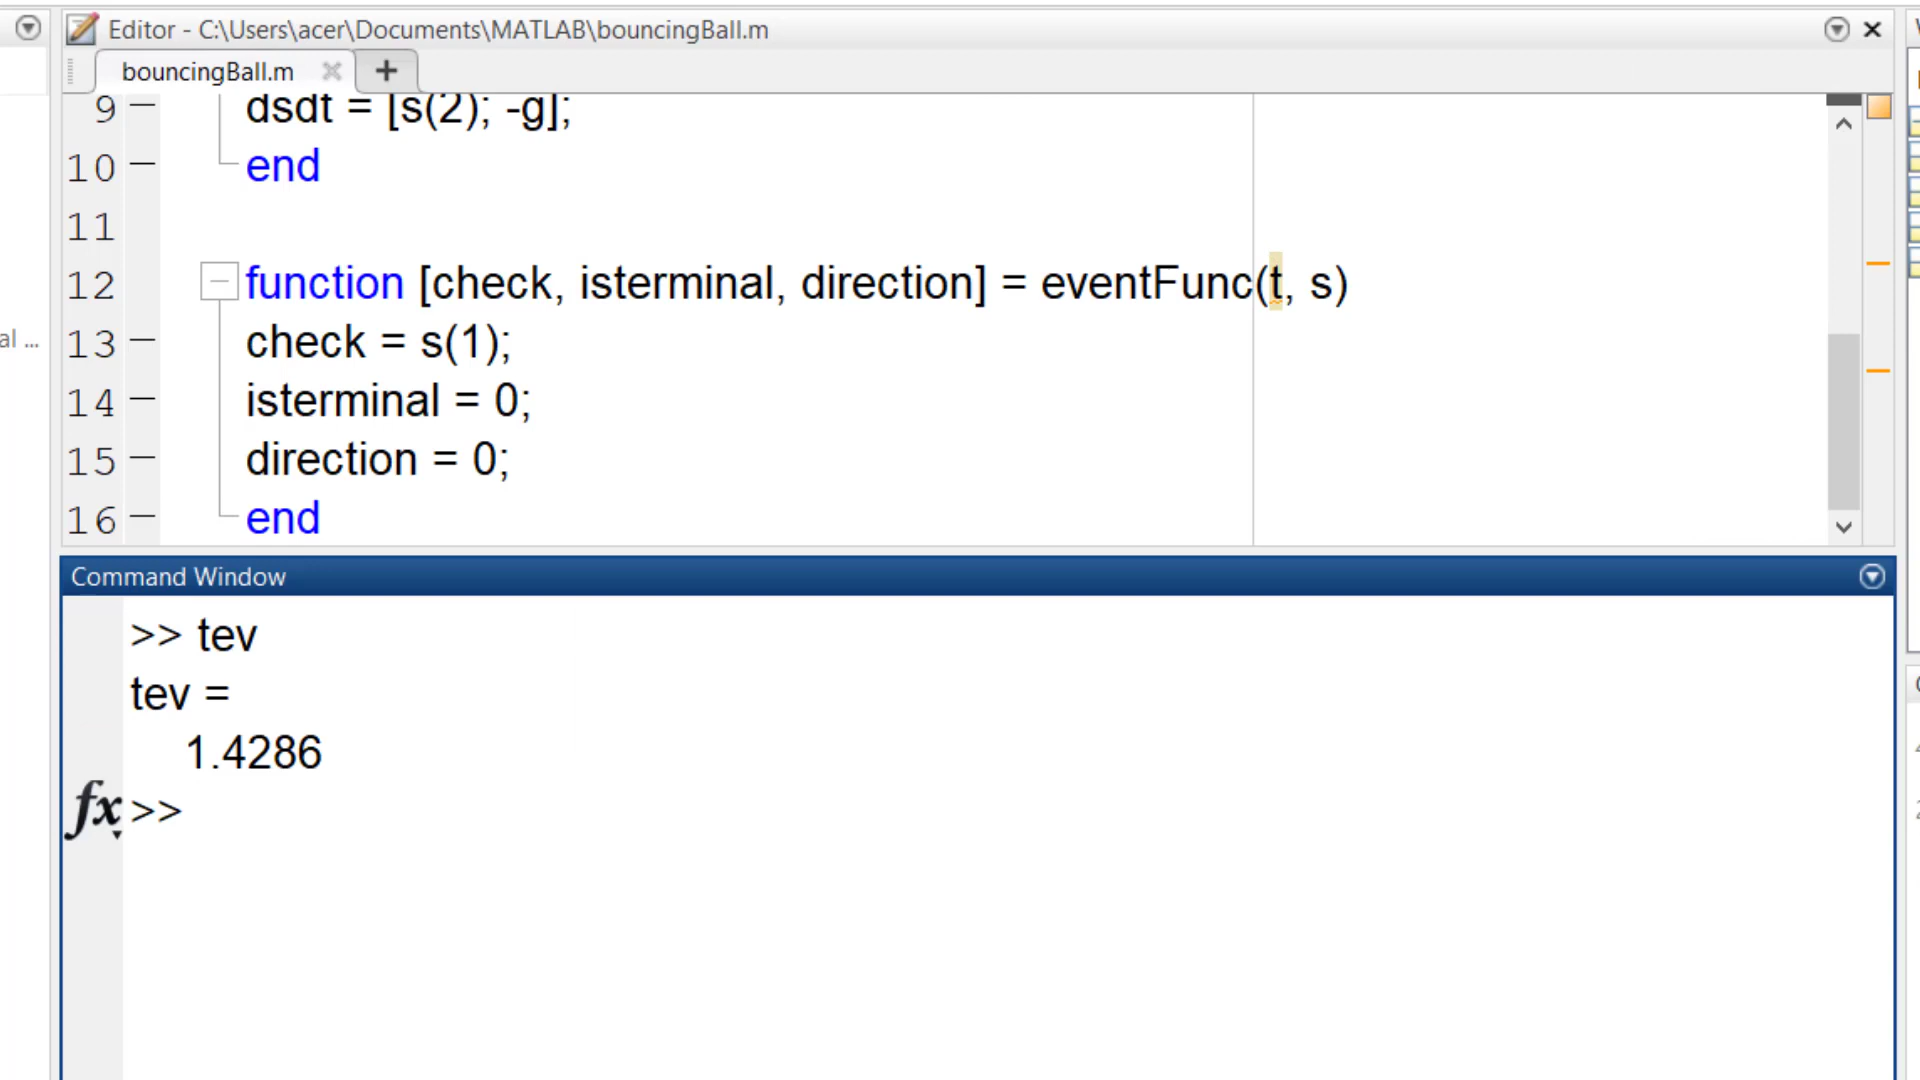 Editor - C:\Users\acer\Documents\MATLAB\bouncingBall.m
bouncingBall.m
9 dsdt = [s(2); -g];
10 end
11
12 function [check, isterminal, direction] = eventFunc(t, s)
13 check = s(1);
14 isterminal = 0;
15 direction = 0;
16 end
al ...
Command Window
>> tev
tev =
1.4286
fx >>